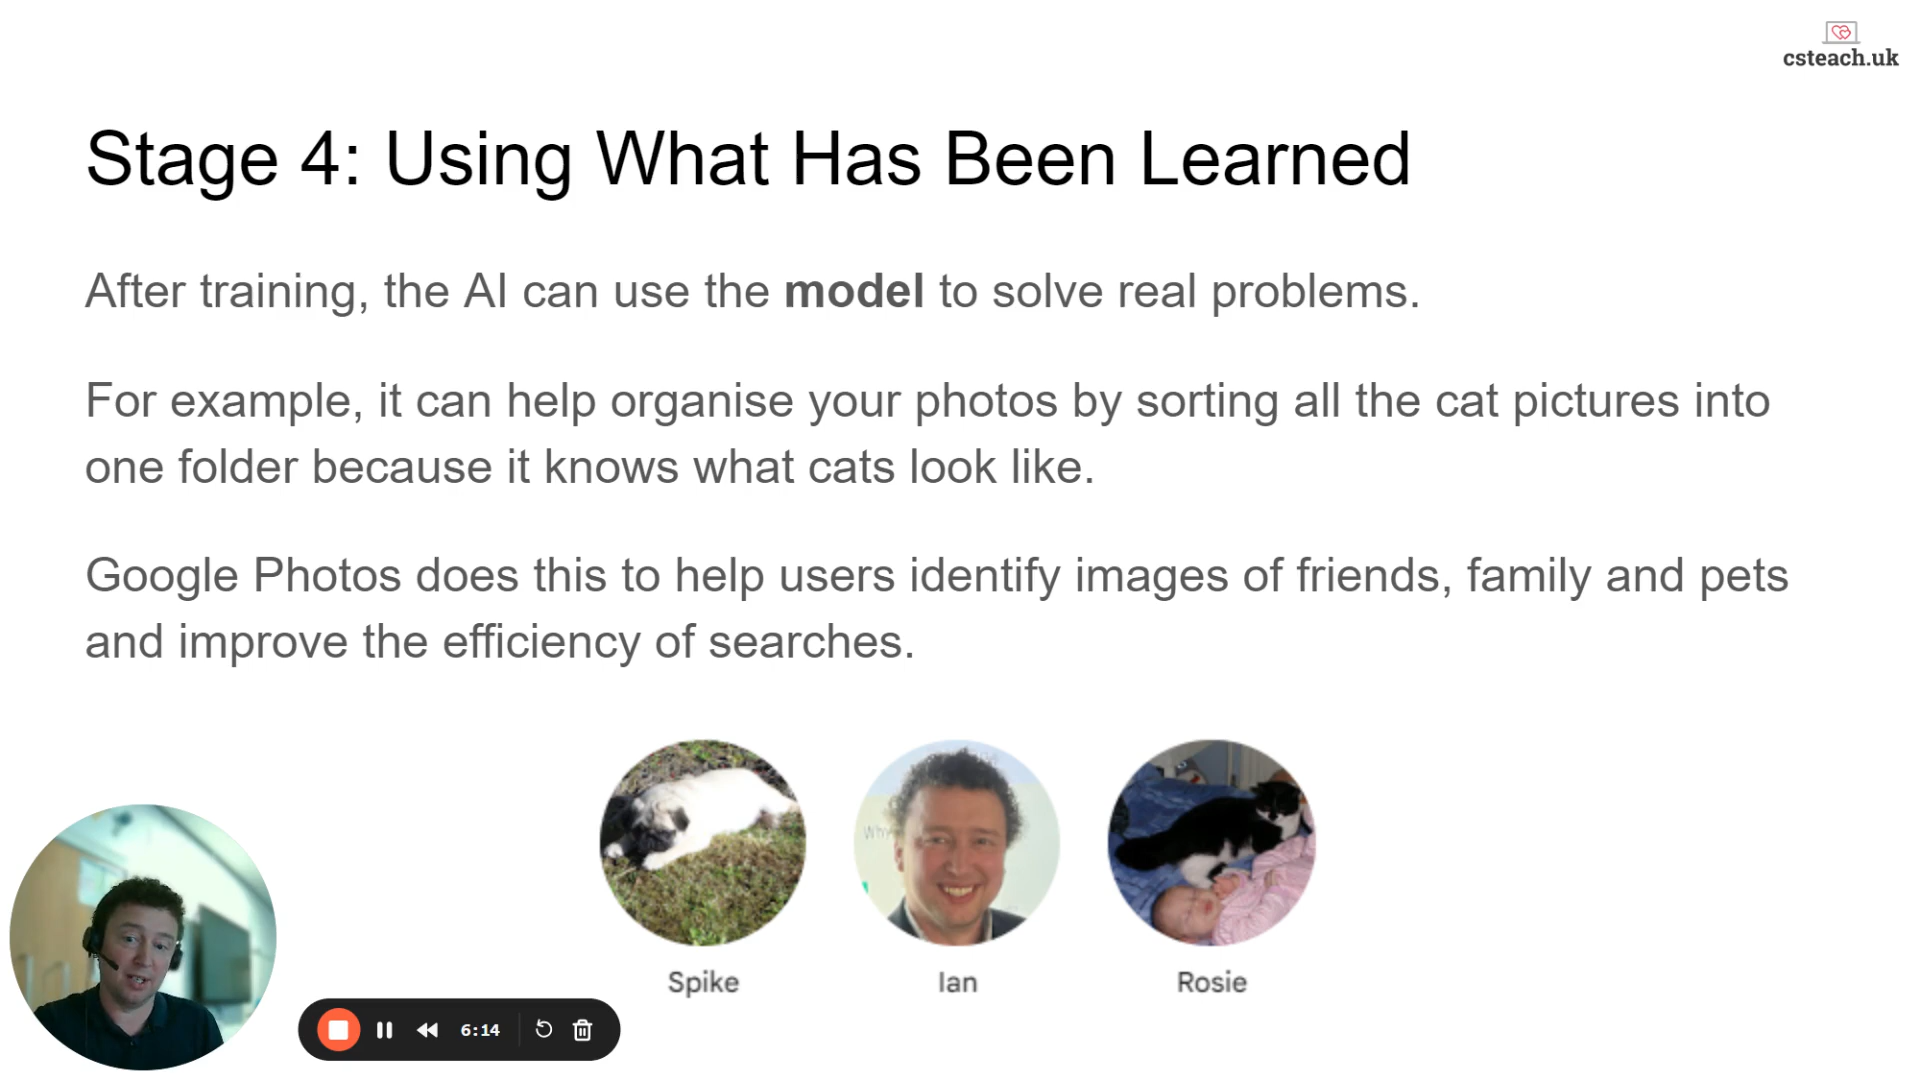 csteach.uk
Stage 4: Using What Has Been Learned
After training, the AI can use the model to solve real problems.
For example, it can help organise your photos by sorting all the cat pictures into
one folder because it knows what cats look like.
Google Photos does this to help users identify images of friends, family and pets
and improve the efficiency of searches.
Why
Spike
Ian
Rosie
6:14